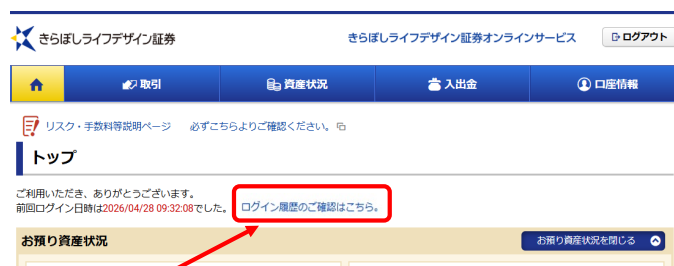 きらぼしライフデザイン証券
きらぼしライフデザイン証券オンラインサービス
ログアウト
取引
資産状況
入出金
口座情報
リスク・手数料等説明ページ 必ずこちらよりご確認ください。
トップ
ご利用いただき、ありがとうございます。
前回ログイン日時は2026/04/28 09:32:08でした。 ログイン履歴のご確認はこちら。
お預り資産状況
お預り資産状況を閉じる